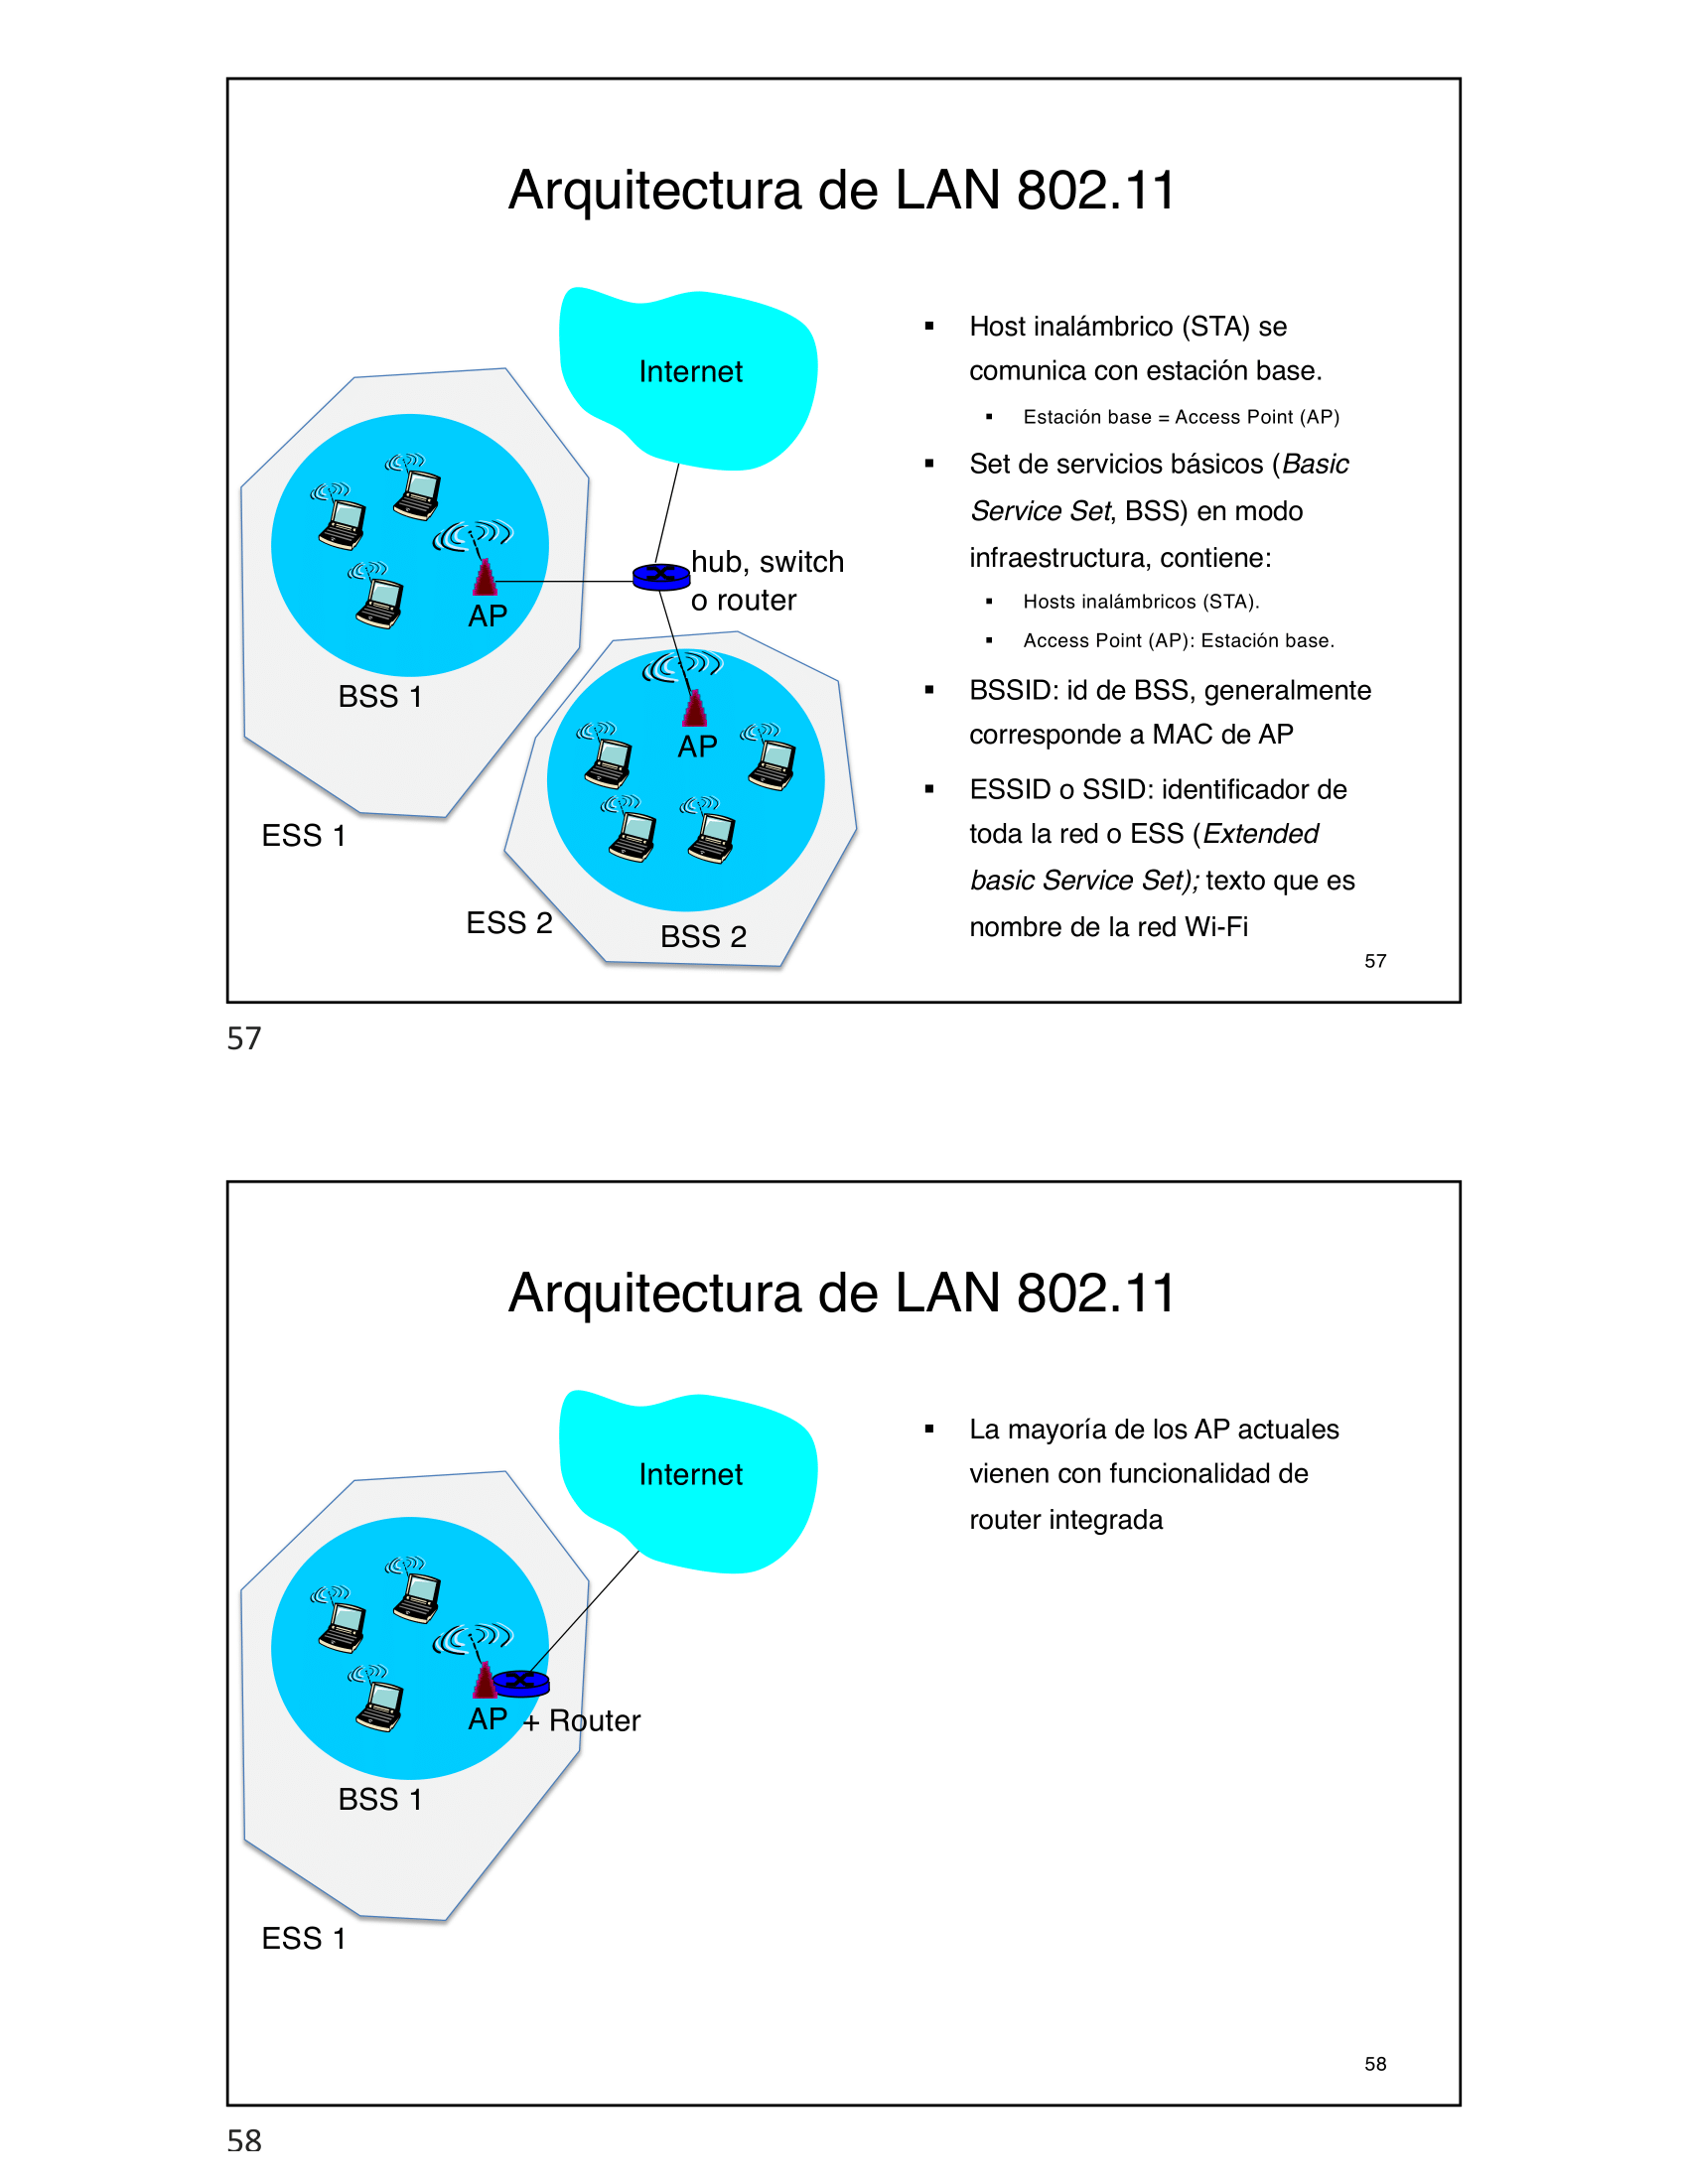 Arquitectura de LAN 802.11
Internet
hub, switch
o router
AP
BSS 1
ESS 1
AP
ESS 2
BSS 2
▪ Host inalámbrico (STA) se
comunica con estación base.
▪ Estación base = Access Point (AP)
▪ Set de servicios básicos (Basic
Service Set, BSS) en modo
infraestructura, contiene:
▪ Hosts inalámbricos (STA).
▪ Access Point (AP): Estación base.
▪ BSSID: id de BSS, generalmente
corresponde a MAC de AP
▪ ESSID o SSID: identificador de
toda la red o ESS (Extended
basic Service Set); texto que es
nombre de la red Wi-Fi
57
57
Arquitectura de LAN 802.11
Internet
AP + Router
BSS 1
ESS 1
▪ La mayoría de los AP actuales
vienen con funcionalidad de
router integrada
58
58